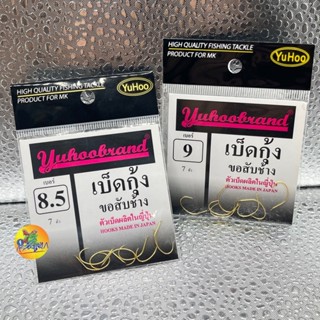 HIGH QUALITY FISHING TACKLE
PRODUCT FOR MK
YuHoo
Yuhoobrand
เบอร์
9
7 ตัว
เบ็ดกุ้ง
ขอสับช้าง
ตัวเบ็ดผลิตในญี่ปุ่น
HOOKS MADE IN JAPAN
HIGH QUALITY FISHING TACKLE
PRODUCT FOR MK
YuHoo
Yuhoobrand
เบอร์
8.5
7 ตัว
เบ็ดกุ้ง
ขอสับช้าง
ตัวเบ็ดผลิตในญี่ปุ่น
HOOKS MADE IN JAPAN